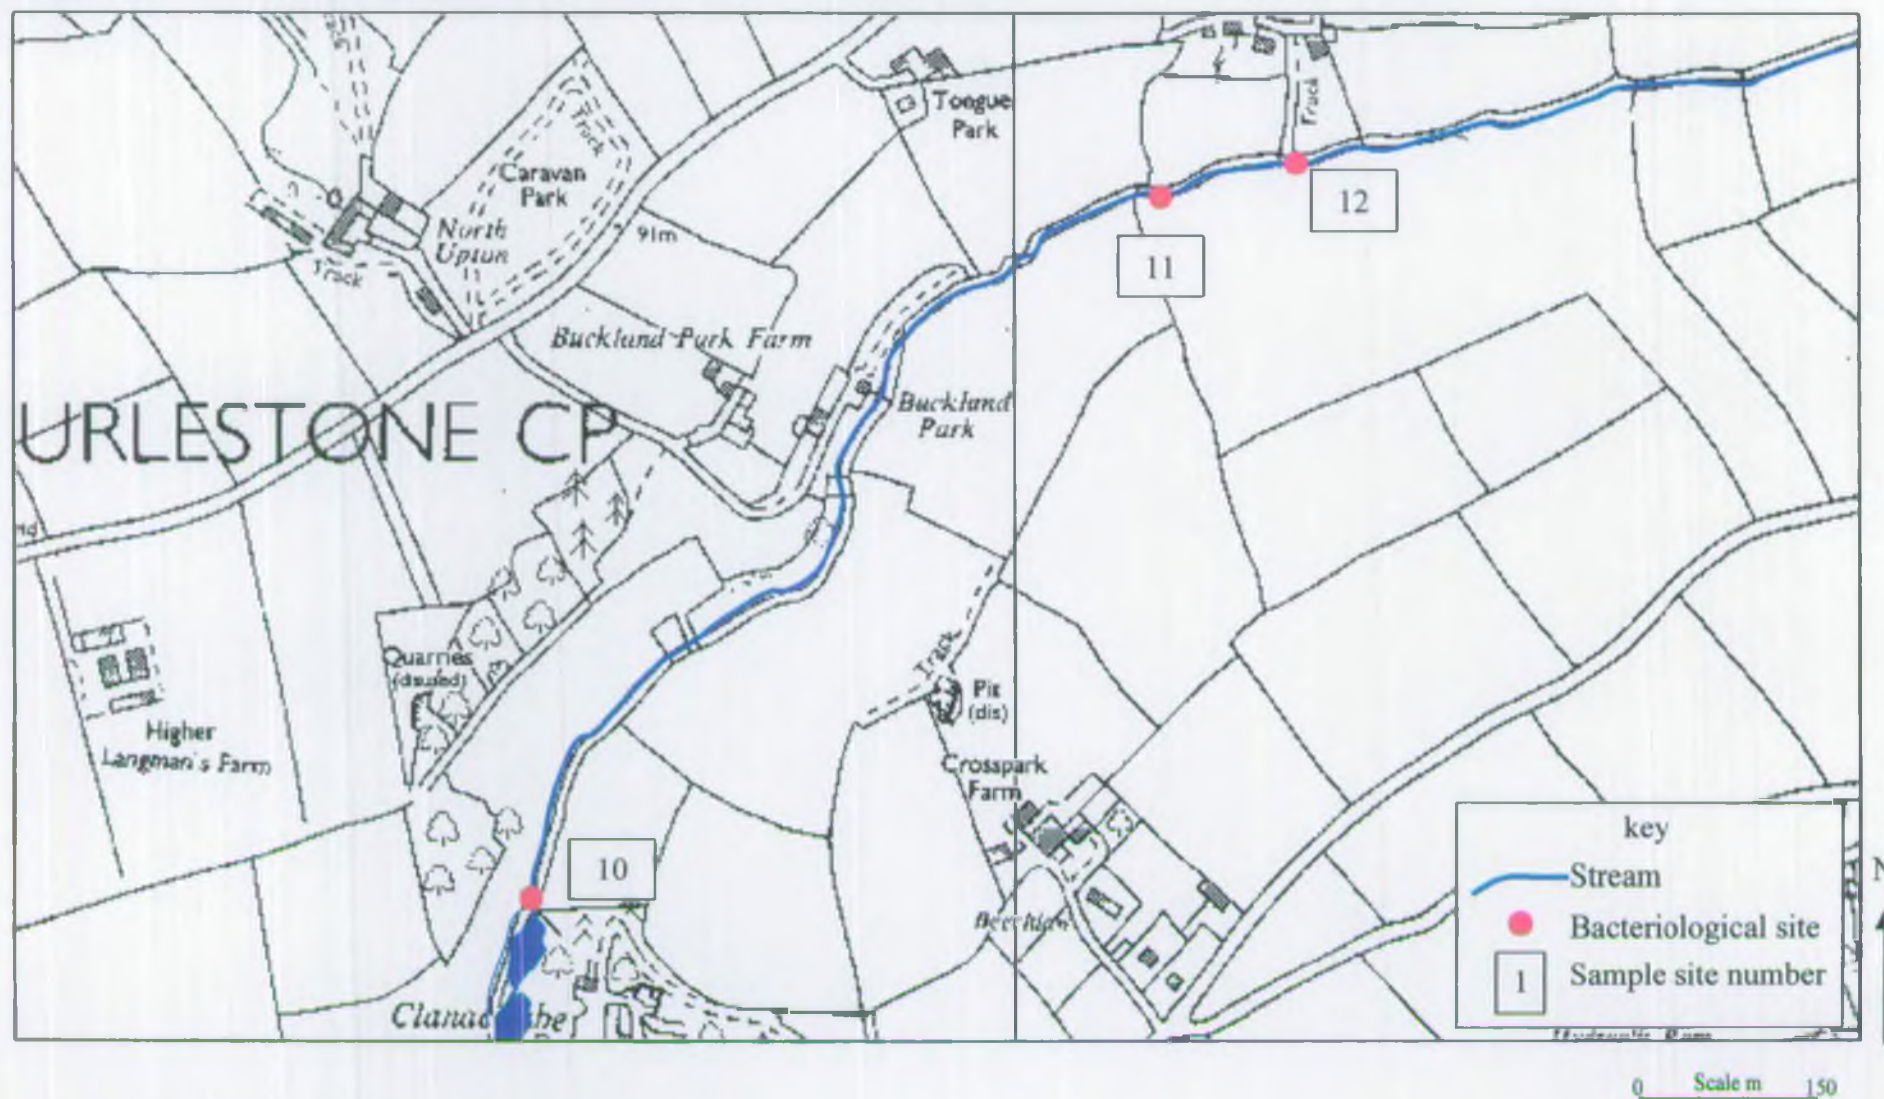 Track
Tongue
Park
Track
Track
12
Caravan
Park
North
Upton
91m
11
Track
Buckland Park Farm
Buckland
Park
URLESTONE CP
Track
Quarries
(disused)
Pit
(dis)
Higher
Langman's Farm
Crosspark
Farm
10
key
Stream
Bacteriological site
1
Sample site number
N
0 Scale m 150